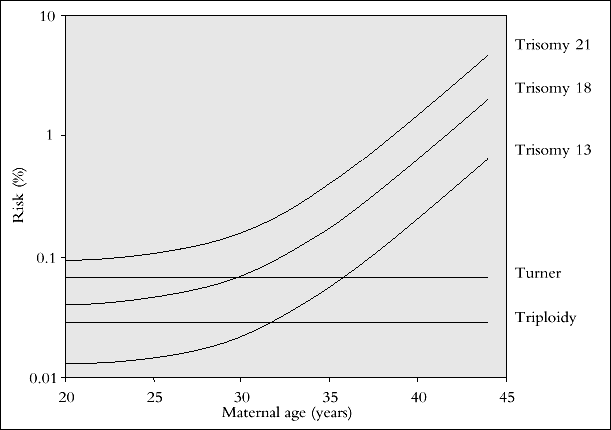 10
Trisomy 21
Trisomy 18
1
Trisomy 13
Risk (%)
0.1
Turner
Triploidy
0.01
20 25 30 35 40 45
Maternal age (years)